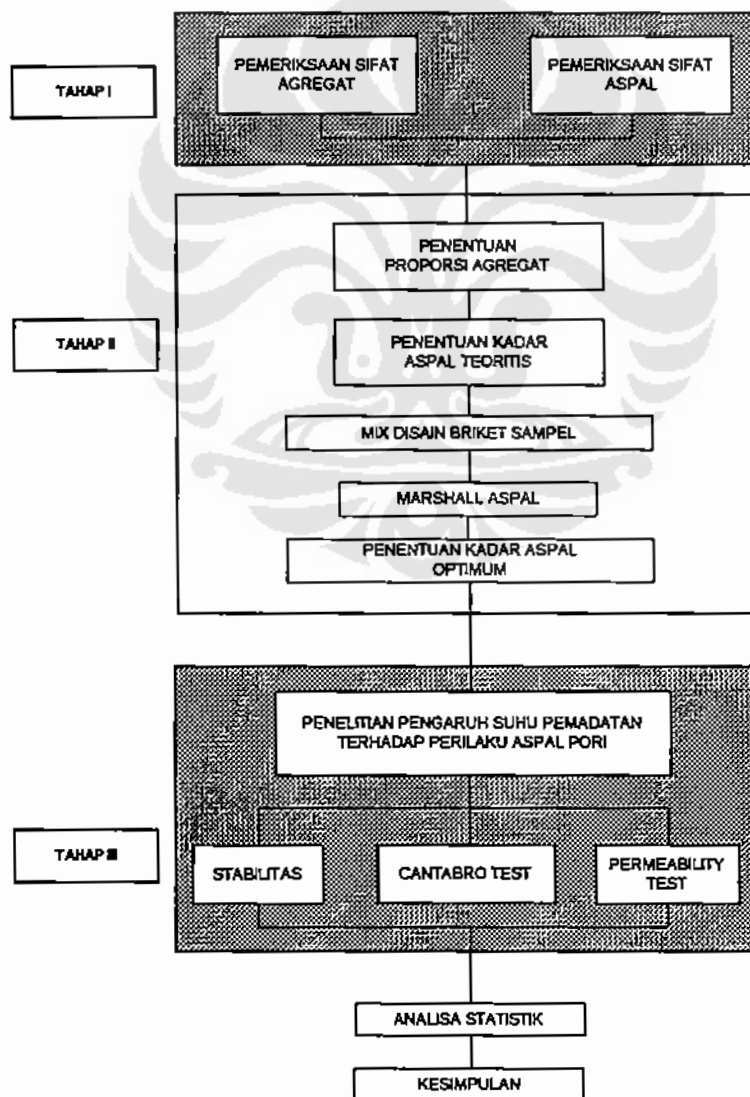 TAHAP I
PEMERIKSAAN SIFAT
AGREGAT
PEMERIKSAAN SIFAT
ASPAL
TAHAP II
PENENTUAN
PROPORSI AGREGAT
PENENTUAN KADAR
ASPAL TEORITIS
MIX DISAIN BRIKET SAMPEL
MARSHALL ASPAL
PENENTUAN KADAR ASPAL
OPTIMUM
TAHAP III
PENELITIAN PENGARUH SUHU PEMADATAN
TERHADAP PERILAKU ASPAL PORI
STABILITAS
CANTABRO TEST
PERMEABILITY
TEST
ANALISA STATISTIK
KESIMPULAN